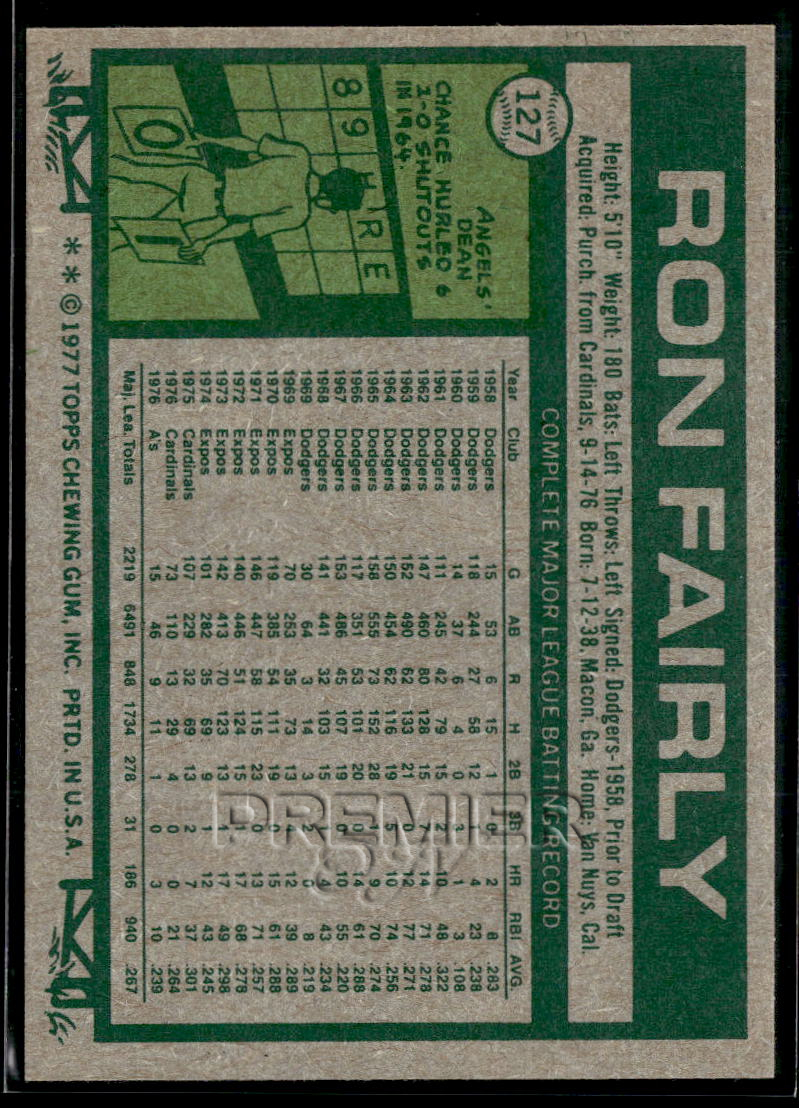 RON FAIRLY
127
Height: 5'10" Weight: 180 Bats: Left Throws: Left Signed: Dodgers-1958, Prior to Draft
Acquired: Purch. from Cardinals, 9-14-76 Born: 7-12-38, Macon, Ga. Home: Van Nuys, Cal.
ANGELS'
DEAN
CHANCE HURLED 6
1-0 SHUTOUTS
IN 1964.
8 9 H R E
0 1
COMPLETE MAJOR LEAGUE BATTING RECORD
Year Club G AB R H 2B 3B HR RBI AVG.
1958 Dodgers 15 53 6 15 1 0 2 8 .283
1959 Dodgers 118 244 27 58 12 1 4 23 .238
1960 Dodgers 14 37 6 4 0 3 1 3 .108
1961 Dodgers 111 245 42 79 15 2 10 48 .322
1962 Dodgers 147 460 80 128 15 7 14 71 .278
1963 Dodgers 152 490 62 133 21 0 12 77 .271
1964 Dodgers 150 454 62 116 19 5 10 74 .256
1965 Dodgers 158 555 73 152 28 1 9 70 .274
1966 Dodgers 117 351 53 101 20 0 14 61 .288
1967 Dodgers 153 486 45 107 19 0 10 55 .220
1968 Dodgers 141 441 32 103 15 1 4 43 .234
1969 Dodgers 30 64 3 14 3 2 0 8 .219
1969 Expos 70 253 35 73 13 4 12 39 .289
1970 Expos 119 385 54 111 19 0 15 61 .288
1971 Expos 146 447 58 115 23 0 13 71 .257
1972 Expos 140 446 51 124 15 1 17 68 .278
1973 Expos 142 413 70 123 13 1 17 49 .298
1974 Expos 101 282 35 69 9 1 12 43 .245
1975 Cardinals 107 229 32 69 13 2 7 37 .301
1976 Cardinals 73 110 13 29 4 0 0 21 .264
1976 A's 15 46 9 11 1 0 3 10 .239
Maj. Lea. Totals 2219 6491 848 1734 278 31 186 940 .267
* * © 1977 TOPPS CHEWING GUM, INC. PRTD. IN U.S.A.
PREMIER